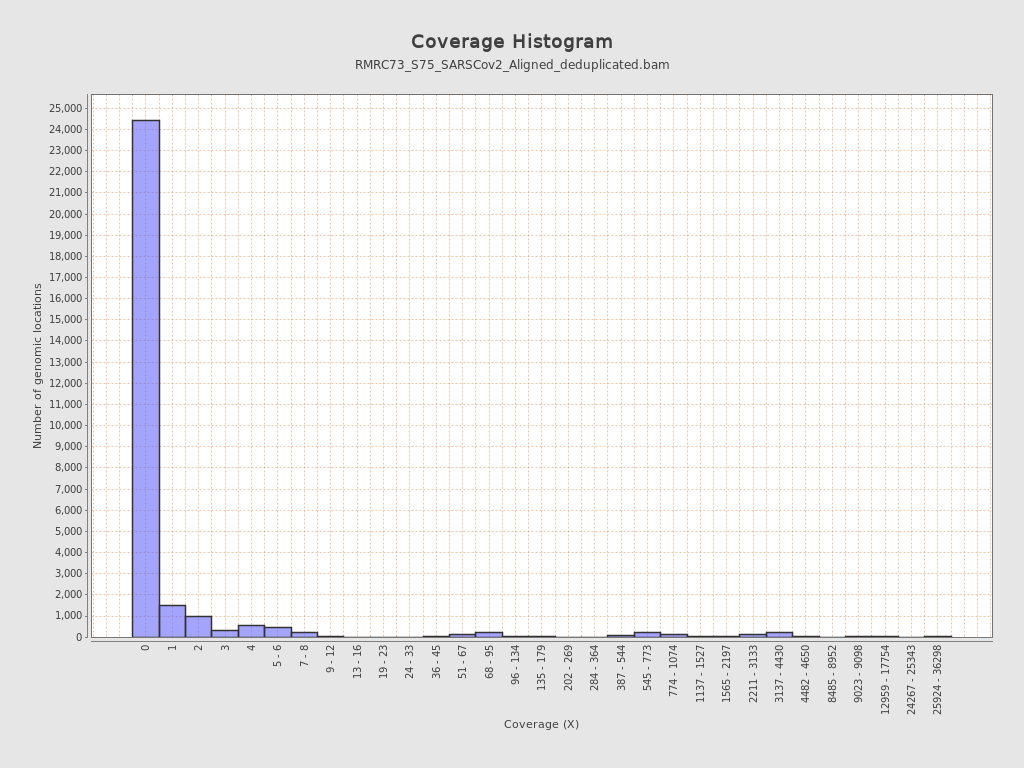 Coverage Histogram
RMRC73_S75_SARSCov2_Aligned_deduplicated.bam
25,000
24,000
23,000
22,000
21,000
20,000
19,000
18,000
17,000
16,000
15,000
14,000
13,000
12,000
11,000
10,000
9,000
8,000
7,000
6,000
5,000
4,000
3,000
2,000
1,000
0
Number of genomic locations
0
1
2
3
4
5 - 6
7 - 8
9 - 12
13 - 16
19 - 23
24 - 33
36 - 45
51 - 67
68 - 95
96 - 134
135 - 179
202 - 269
284 - 364
387 - 544
545 - 773
774 - 1074
1137 - 1527
1565 - 2197
2211 - 3133
3137 - 4430
4482 - 4650
8485 - 8952
9023 - 9098
12959 - 17754
24267 - 25343
25924 - 36298
Coverage (X)